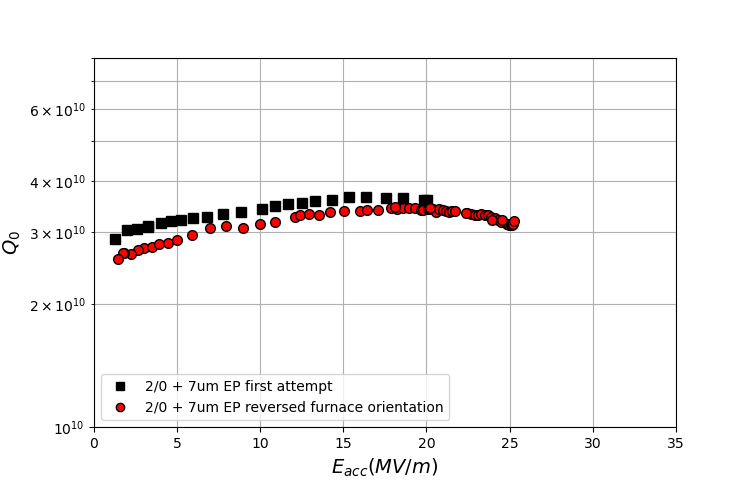 6 × 10¹⁰
4 × 10¹⁰
3 × 10¹⁰
2 × 10¹⁰
10¹⁰
Q₀
2/0 + 7um EP first attempt
2/0 + 7um EP reversed furnace orientation
0 5 10 15 20 25 30 35
E_acc(MV/m)